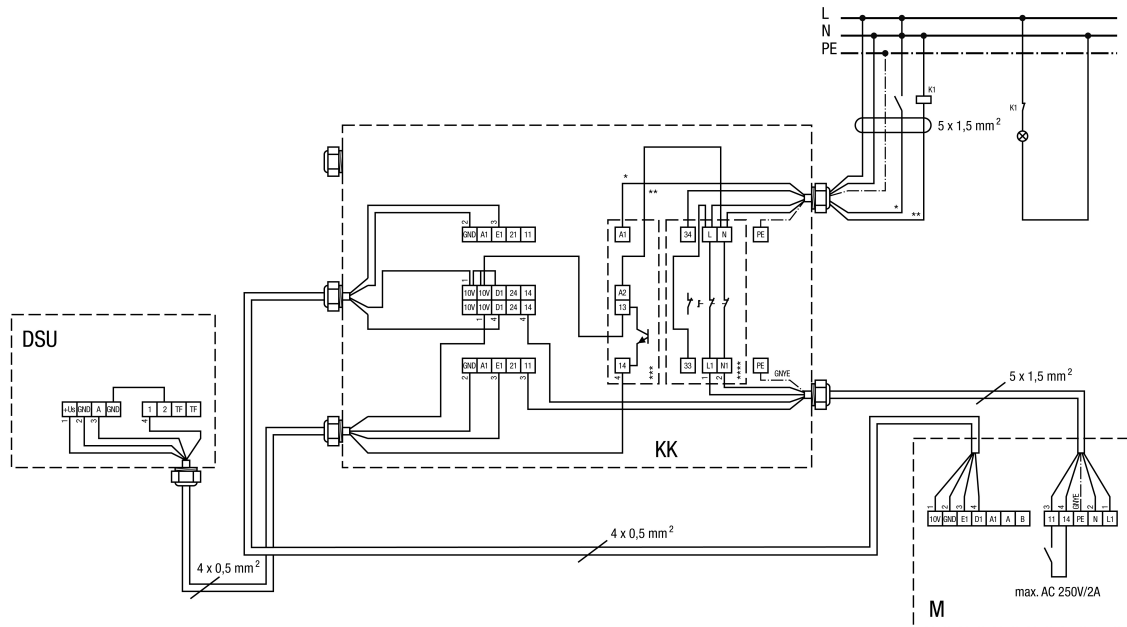 L
N
PE
K1
5 x 1,5 mm²
K1
*
**
*
**
2 3
GND A1 E1 21 11
A1
34 L N PE
1
10V 10V D1 24 14
10V 10V D1 24 14
1 4 4
A2
13
GND A1 E1 21 11
2 3 3
14
4
***
33 L1 N1 PE
1 2
****
GNYE
KK
DSU
+Us GND A GND 1 2 TF TF
1 2 3 4
5 x 1,5 mm²
4 x 0,5 mm²
4 x 0,5 mm²
1 2 3 4
10V GND E1 D1 A1 A B
3 4 GNYE 2 1
11 14 PE N L1
max. AC 250V/2A
M